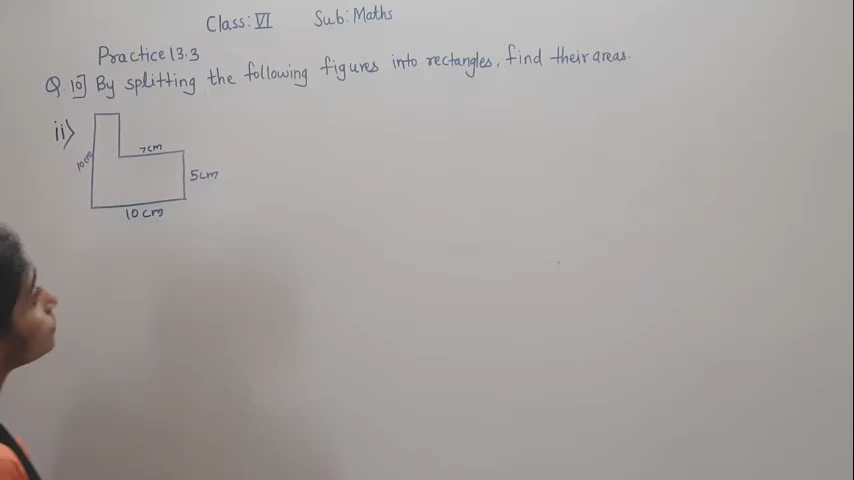 Class: VI Sub: Maths
Practice 13.3
Q. 10] By splitting the following figures into rectangles, find their areas.
ii)
7cm
10cm
5cm
10cm